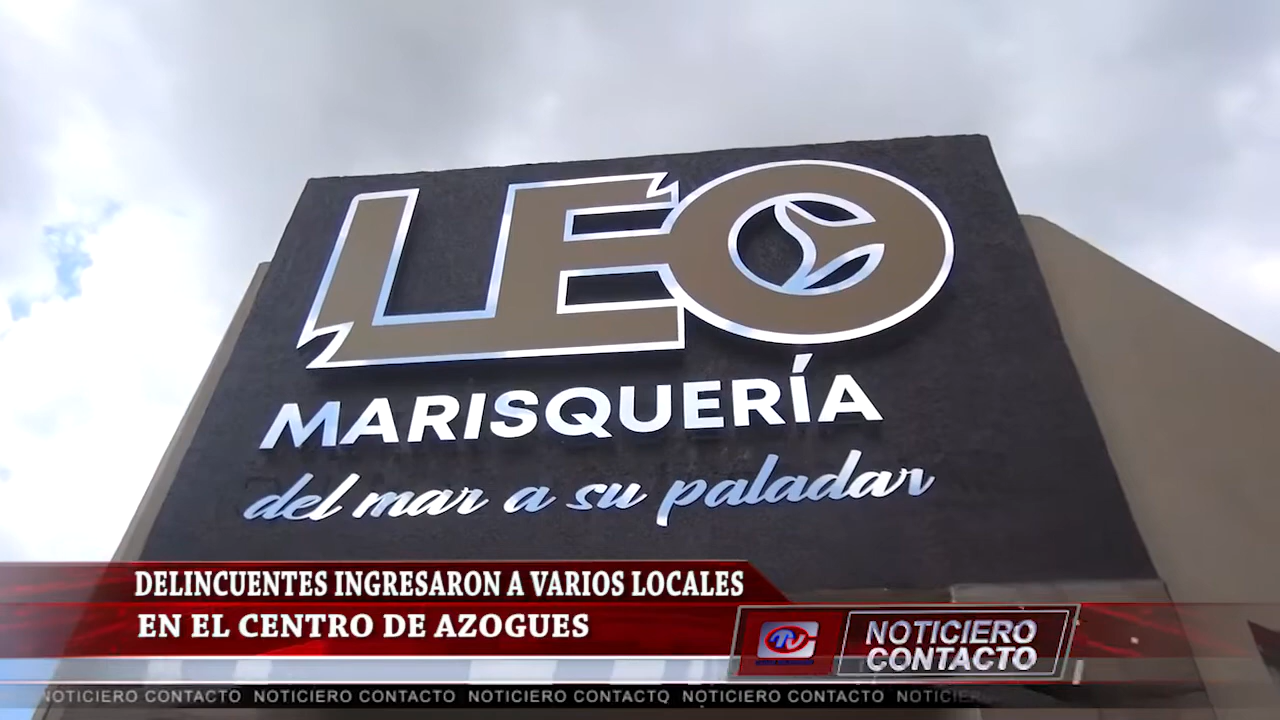 LEO
MARISQUERÍA
del mar a su paladar
DELINCUENTES INGRESARON A VARIOS LOCALES
EN EL CENTRO DE AZOGUES
NOTICIERO
CONTACTO
NOTICIERO CONTACTO NOTICIERO CONTACTO NOTICIERO CONTACTO NOTICIERO CONTACTO